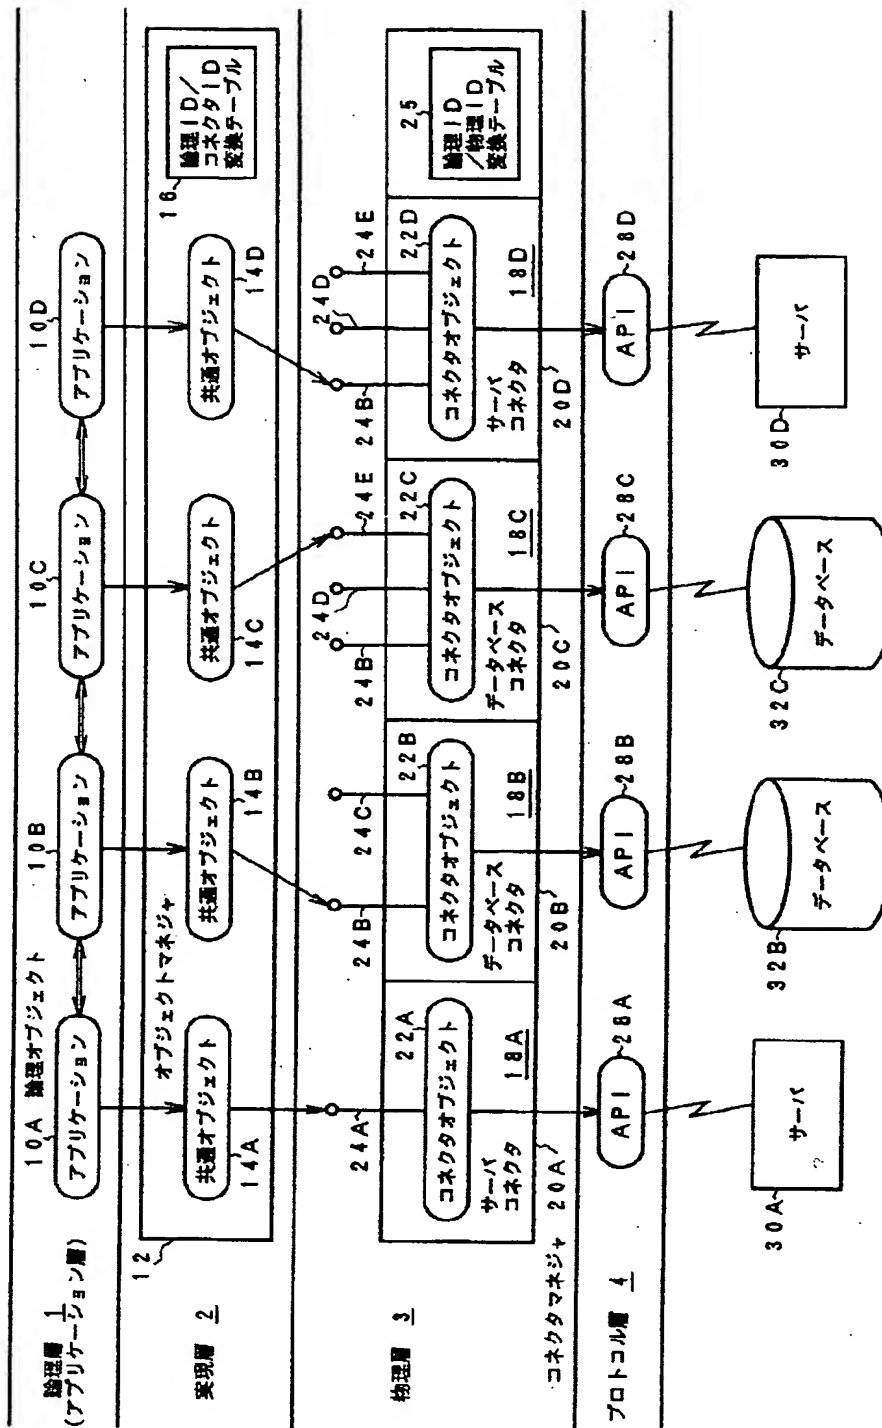 論理層 1
(アプリケーション層)
10A 論理オブジェクト
アプリケーション
10B
アプリケーション
10C
アプリケーション
10D
アプリケーション
実現層 2
12
オブジェクトマネジャ
共通オブジェクト
14A
共通オブジェクト
14B
共通オブジェクト
14C
共通オブジェクト
14D
16
論理ID/
コネクタID
変換テーブル
物理層 3
24A
24B
24C
24B
24D
24E
24B
24D
24E
コネクタオブジェクト
22A
コネクタオブジェクト
22B
コネクタオブジェクト
22C
コネクタオブジェクト
22D
サーバ
コネクタ
18A
データベース
コネクタ
18B
データベース
コネクタ
18C
サーバ
コネクタ
18D
25
論理ID
/物理ID
変換テーブル
コネクタマネジャ
20A
20B
20C
20D
プロトコル層 4
API
28A
API
28B
API
28C
API
28D
30A
サーバ
32B
データベース
32C
データベース
30D
サーバ